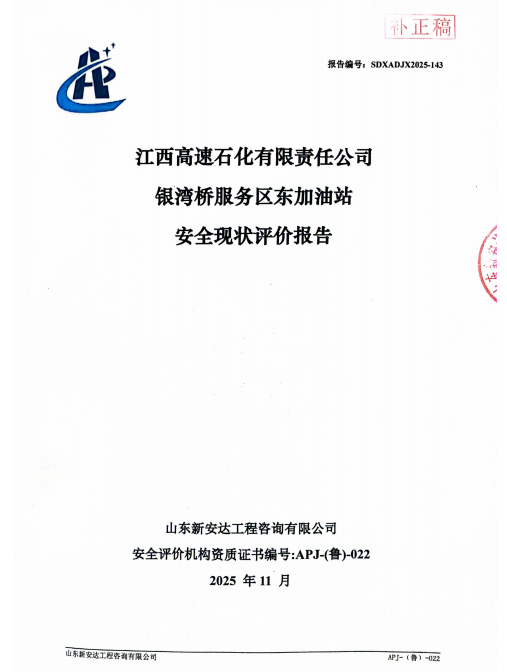 补正稿
报告编号：SDXADJX2025-143
江西高速石化有限责任公司
银湾桥服务区东加油站
安全现状评价报告
山东新安达工程咨询有限公司
安全评价机构资质证书编号:APJ-(鲁)-022
2025 年 11 月
山东新安达工程咨询有限公司 APJ-（鲁）-022